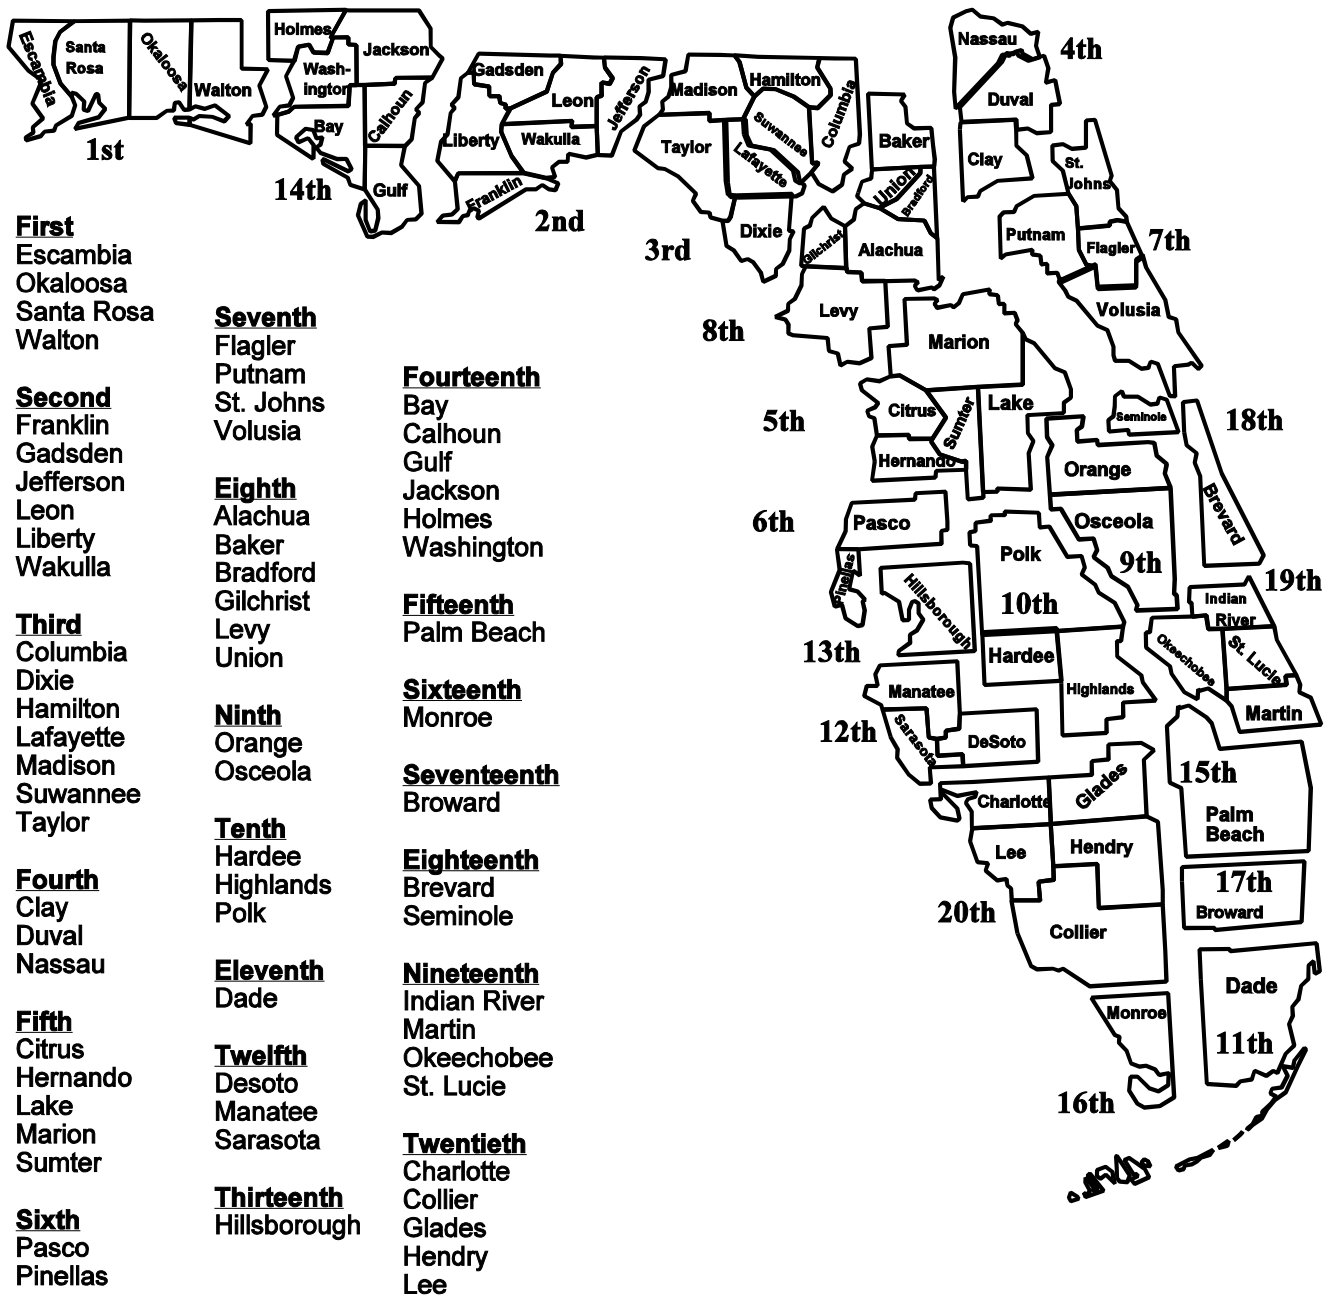 Escambia
Santa
Rosa
Okaloosa
Walton
1st
Holmes
Jackson
Wash-
ington
Bay
Calhoun
Gulf
14th
Gadsden
Leon
Jefferson
Liberty
Wakulla
Franklin
2nd
Madison
Hamilton
Columbia
Taylor
Suwannee
Lafayette
Dixie
3rd
Nassau
4th
Duval
Clay
Baker
Union
Bradford
Gilchrist
Alachua
Levy
8th
St.
Johns
Putnam
Flagler
7th
Volusia
Marion
Citrus
Sumter
Lake
Hernando
5th
Seminole
18th
Brevard
Orange
Osceola
9th
6th
Pasco
Pinellas
Polk
10th
Hillsborough
13th
Hardee
Highlands
19th
Indian
River
Okeechobee
St. Lucie
Martin
Manatee
12th
Sarasota
DeSoto
15th
Palm
Beach
Charlotte
Glades
Lee
Hendry
20th
Collier
17th
Broward
Dade
11th
Monroe
16th
First
Escambia
Okaloosa
Santa Rosa
Walton
Second
Franklin
Gadsden
Jefferson
Leon
Liberty
Wakulla
Third
Columbia
Dixie
Hamilton
Lafayette
Madison
Suwannee
Taylor
Fourth
Clay
Duval
Nassau
Fifth
Citrus
Hernando
Lake
Marion
Sumter
Sixth
Pasco
Pinellas
Seventh
Flagler
Putnam
St. Johns
Volusia
Eighth
Alachua
Baker
Bradford
Gilchrist
Levy
Union
Ninth
Orange
Osceola
Tenth
Hardee
Highlands
Polk
Eleventh
Dade
Twelfth
Desoto
Manatee
Sarasota
Thirteenth
Hillsborough
Fourteenth
Bay
Calhoun
Gulf
Jackson
Holmes
Washington
Fifteenth
Palm Beach
Sixteenth
Monroe
Seventeenth
Broward
Eighteenth
Brevard
Seminole
Nineteenth
Indian River
Martin
Okeechobee
St. Lucie
Twentieth
Charlotte
Collier
Glades
Hendry
Lee